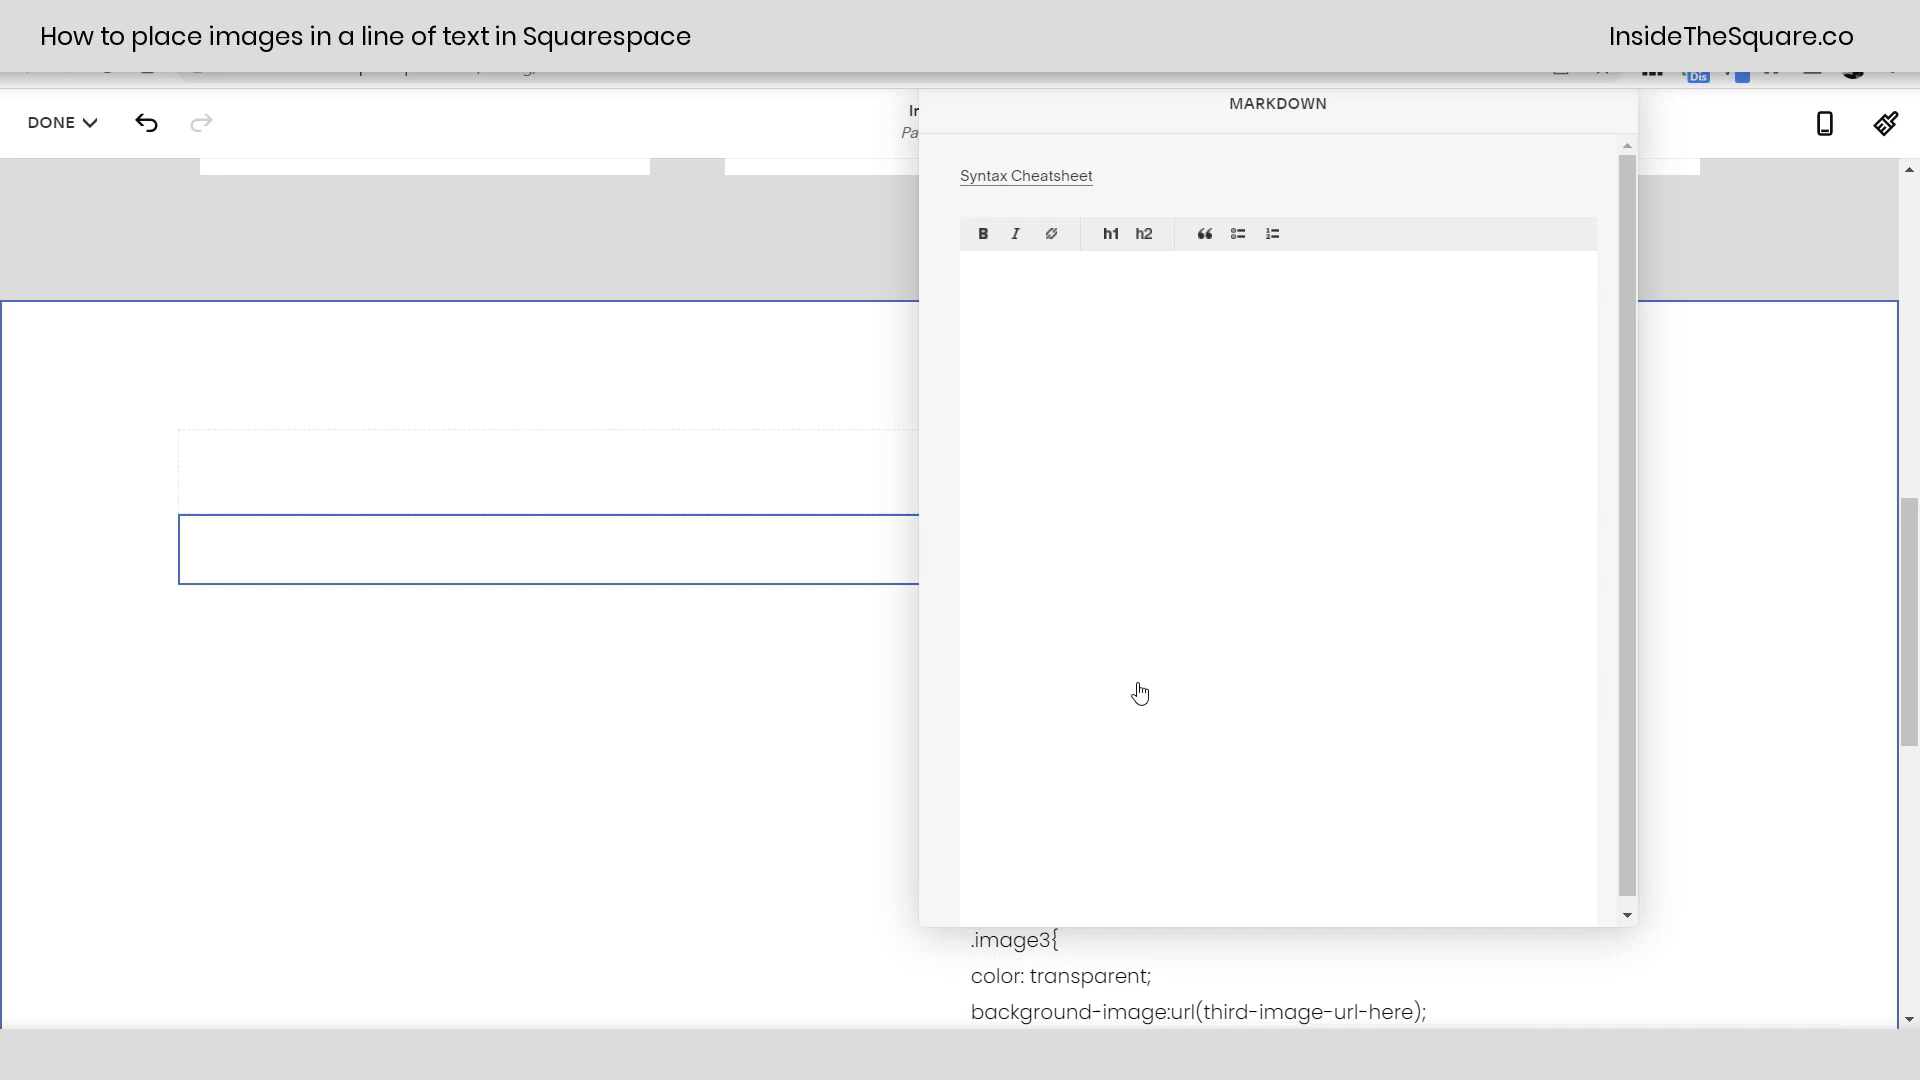 How to place images in a line of text in Squarespace
InsideTheSquare.co
Dis
DONE
MARKDOWN
Syntax Cheatsheet
B I h1 h2
.image3{
color: transparent;
background-image:url(third-image-url-here);